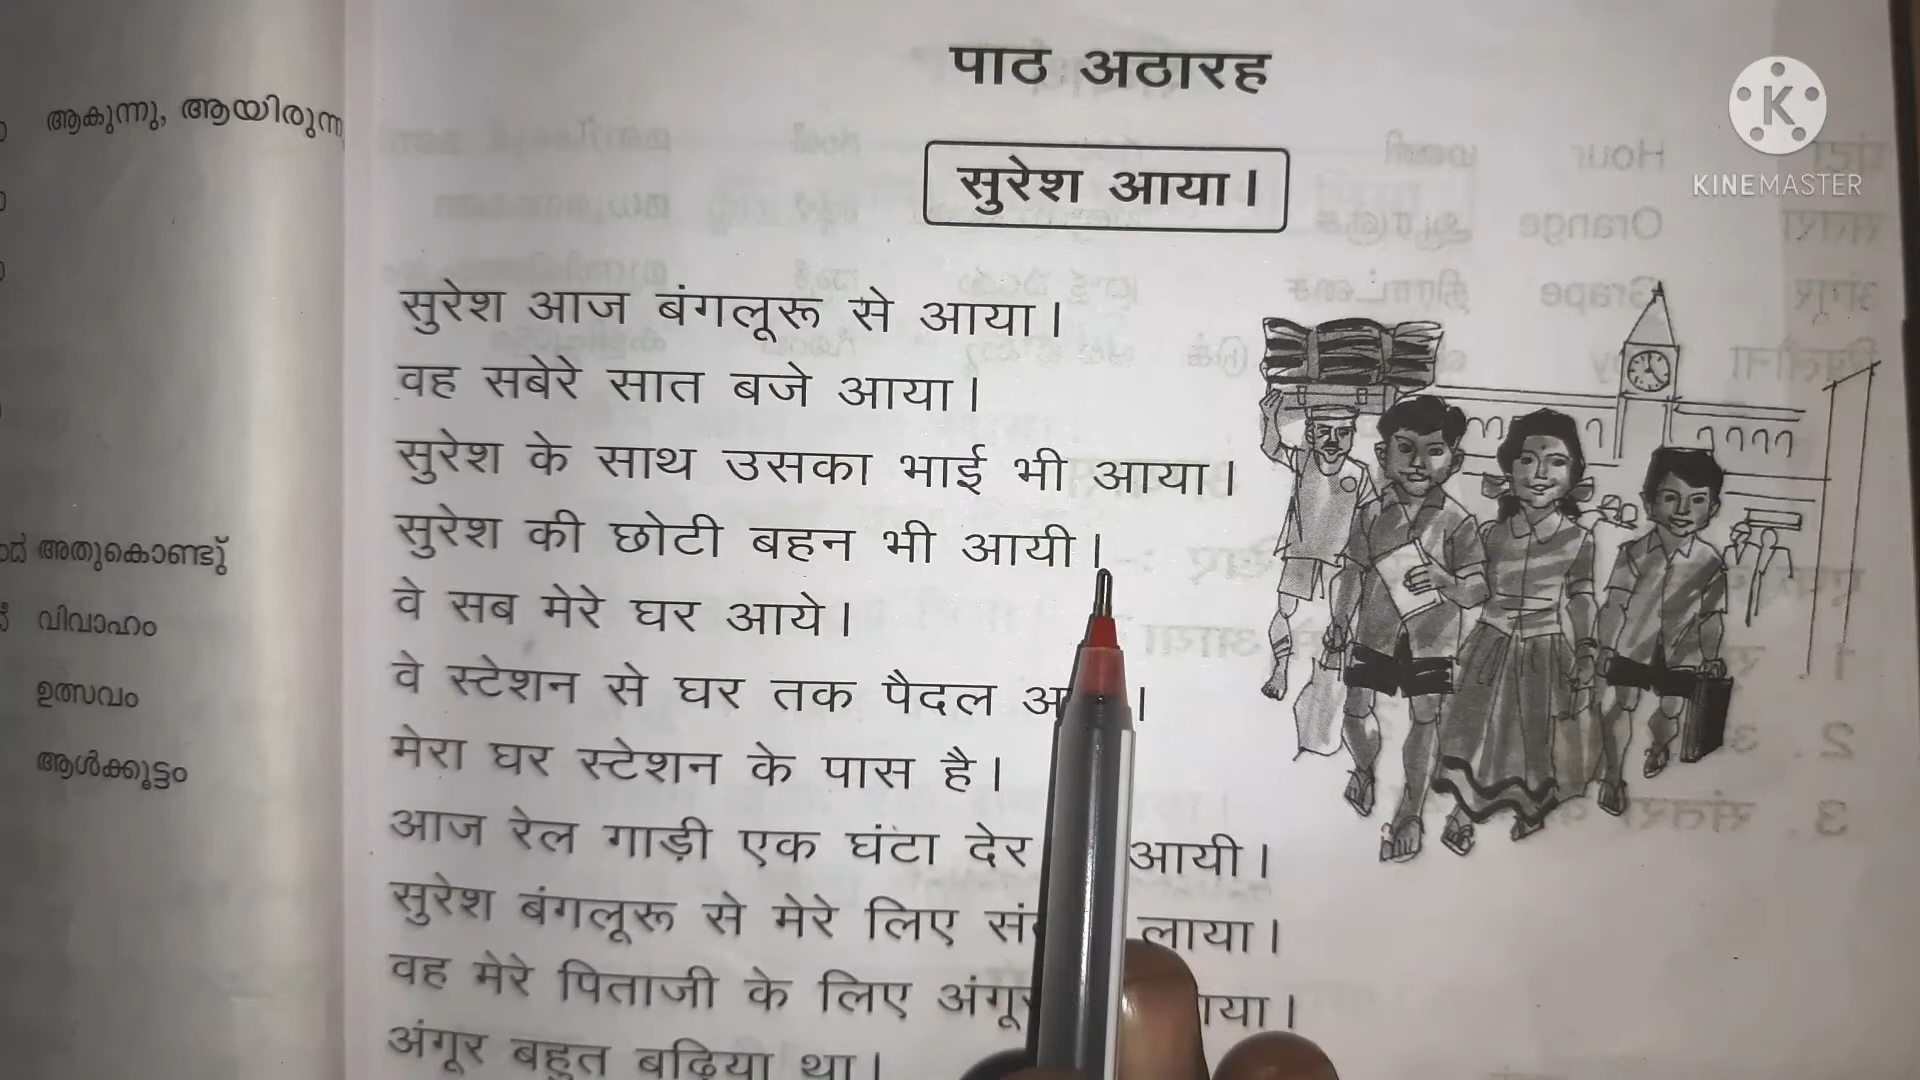 ആകുന്നു, ആയിരുന്ന
അതുകൊണ്ടു്
വിവാഹം
ഉത്സവം
ആൾക്കൂട്ടം
पाठ अठारह
सुरेश आया।
सुरेश आज बंगलूरू से आया।
वह सबेरे सात बजे आया।
सुरेश के साथ उसका भाई भी आया।
सुरेश की छोटी बहन भी आयी।
वे सब मेरे घर आये।
वे स्टेशन से घर तक पैदल
मेरा घर स्टेशन के पास है।
आज रेल गाड़ी एक घंटा देर आयी।
सुरेश बंगलूरू से मेरे लिए लाया।
वह मेरे पिताजी के लिए
अंगूर बहुत बढ़िया था।
K
KINEMASTER